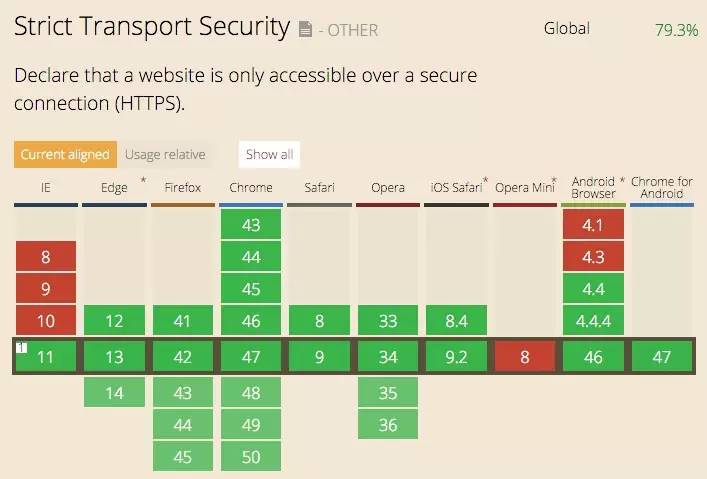 Strict Transport Security - OTHER Global 79.3%
Declare that a website is only accessible over a secure
connection (HTTPS).
Current aligned Usage relative Show all
IE Edge * Firefox Chrome Safari Opera iOS Safari * Opera Mini * Android Browser * Chrome for Android
43 4.1
8 44 4.3
9 45 4.4
10 12 41 46 8 33 8.4 4.4.4
1 11 13 42 47 9 34 9.2 8 46 47
14 43 48 35
44 49 36
45 50